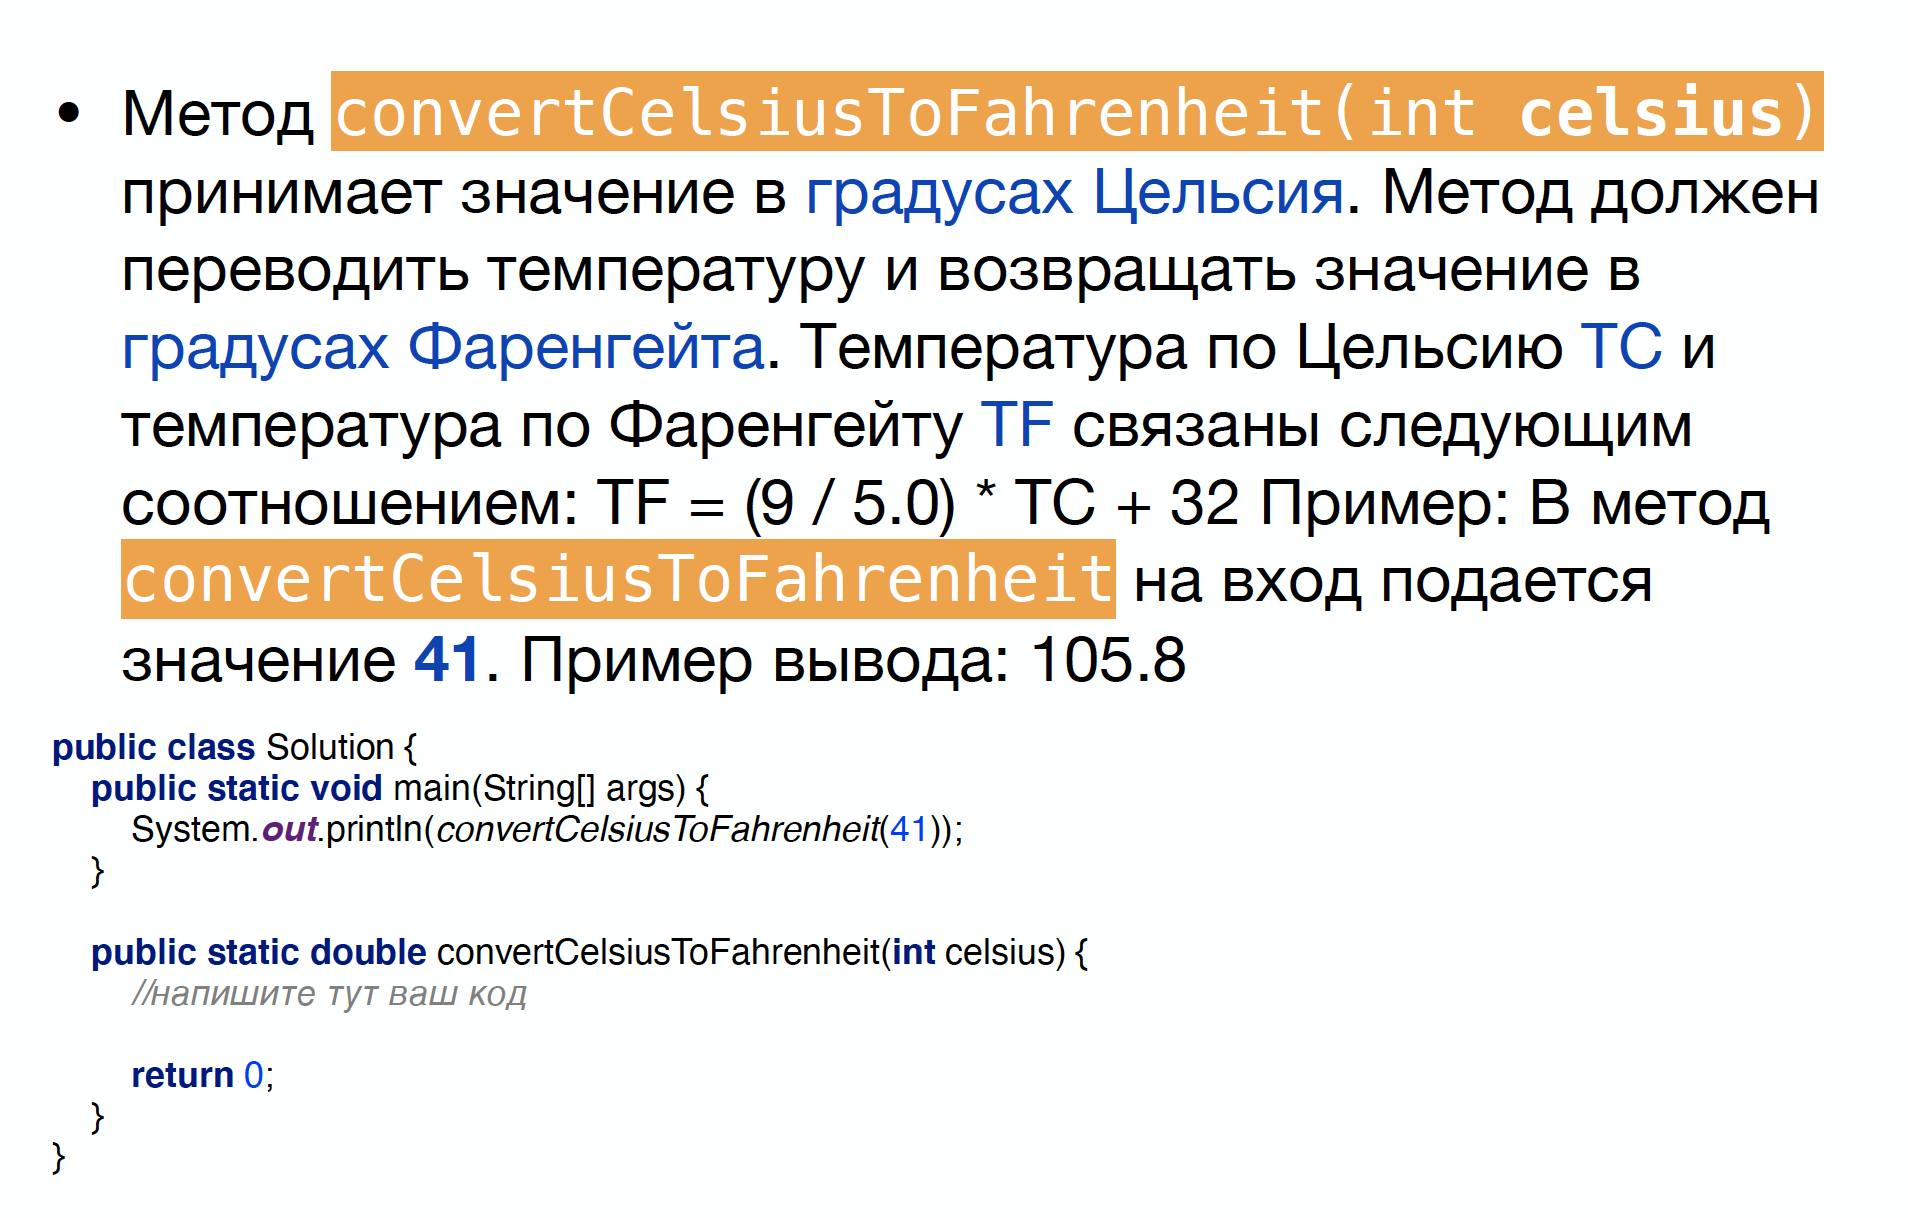 • Метод convertCelsiusToFahrenheit(int celsius)
принимает значение в градусах Цельсия. Метод должен
переводить температуру и возвращать значение в
градусах Фаренгейта. Температура по Цельсию TC и
температура по Фаренгейту TF связаны следующим
соотношением: TF = (9 / 5.0) * TC + 32 Пример: В метод
convertCelsiusToFahrenheit на вход подается
значение 41. Пример вывода: 105.8
public class Solution {
public static void main(String[] args) {
System.out.println(convertCelsiusToFahrenheit(41));
}
public static double convertCelsiusToFahrenheit(int celsius) {
//напишите тут ваш код
return 0;
}
}